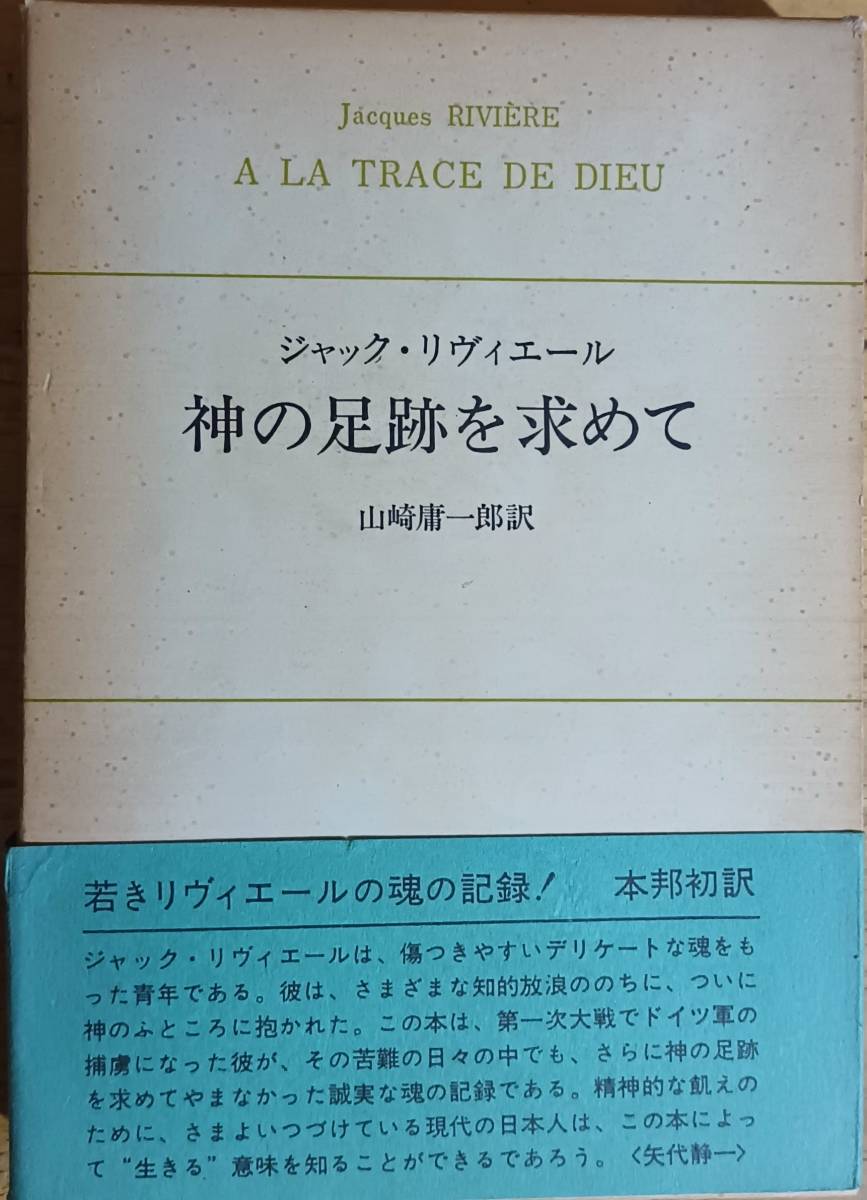 Jacques RIVIÈRE
A LA TRACE DE DIEU
ジャック・リヴィエール
神の足跡を求めて
山崎庸一郎訳
若きリヴィエールの魂の記録！　本邦初訳
ジャック・リヴィエールは、傷つきやすいデリケートな魂をも
った青年である。彼は、さまざまな知的放浪ののちに、ついに
神のふところに抱かれた。この本は、第一次大戦でドイツ軍の
捕虜になった彼が、その苦難の日々の中でも、さらに神の足跡
を求めてやまなかった誠実な魂の記録である。精神的な飢えの
ために、さまよいつづけている現代の日本人は、この本によっ
て“生きる”意味を知ることができるであろう。〈矢代静一〉